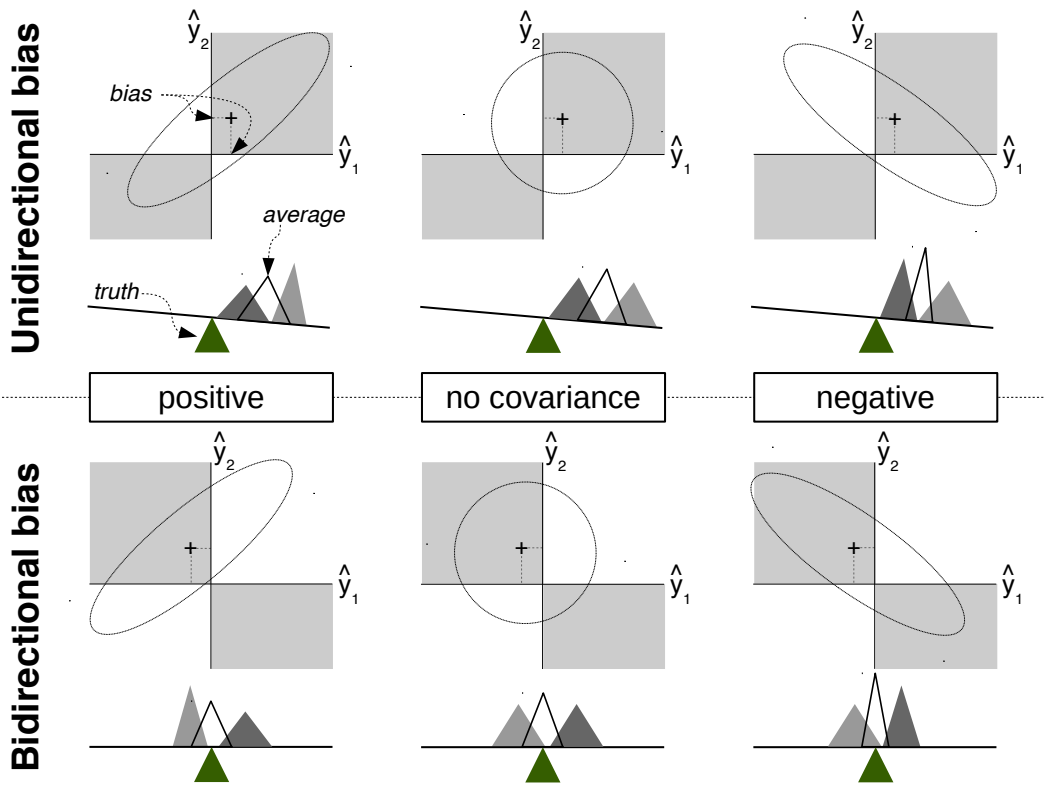 Unidirectional bias
ŷ2
ŷ1
bias
average
truth
ŷ2
ŷ1
ŷ2
ŷ1
positive
no covariance
negative
Bidirectional bias
ŷ2
ŷ1
ŷ2
ŷ1
ŷ2
ŷ1